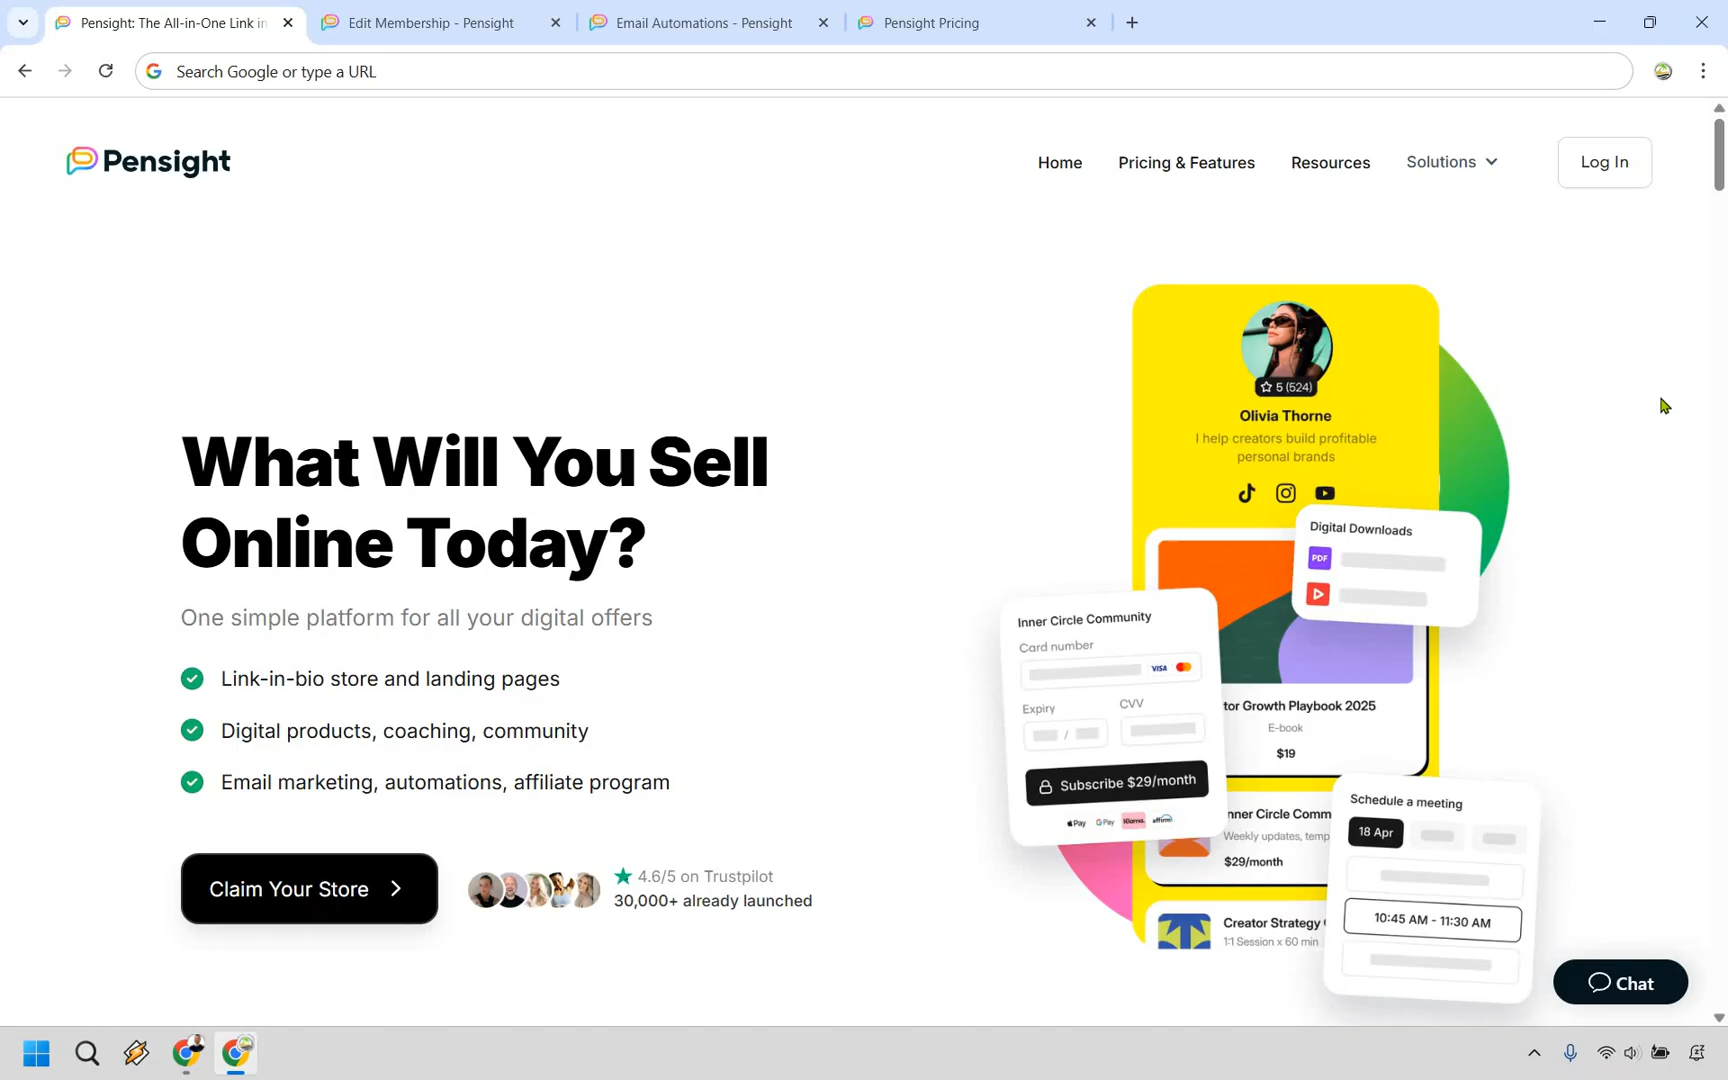 Pensight: The All-in-One Link in
Edit Membership - Pensight
Email Automations - Pensight
Pensight Pricing
Search Google or type a URL
Pensight
Home
Pricing & Features
Resources
Solutions
Log In
What Will You Sell
Online Today?
One simple platform for all your digital offers
Link-in-bio store and landing pages
Digital products, coaching, community
Email marketing, automations, affiliate program
Claim Your Store
4.6/5 on Trustpilot
30,000+ already launched
5 (524)
Olivia Thorne
I help creators build profitable
personal brands
Digital Downloads
PDF
Inner Circle Community
Card number
VISA
Expiry
CVV
/
Subscribe $29/month
Pay
G Pay
Klarna.
affirm
tor Growth Playbook 2025
E-book
$19
nner Circle Comm
Weekly updates, temp
$29/month
Creator Strategy
1:1 Session x 60 min
Schedule a meeting
18 Apr
10:45 AM - 11:30 AM
Chat